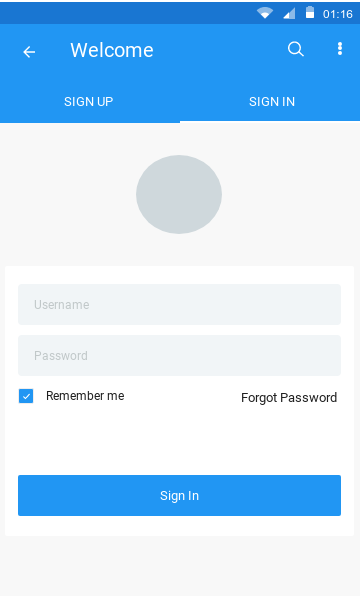 01:16
Welcome
SIGN UP SIGN IN
Username
Password
Remember me Forgot Password
Sign In